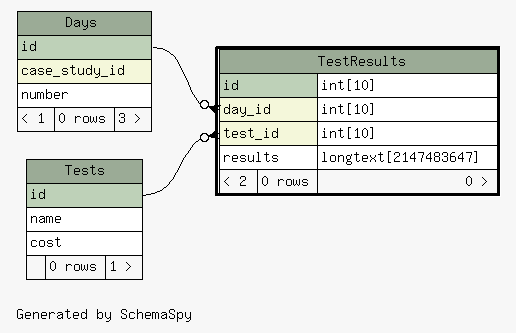 Days
id
case_study_id
number
< 1 0 rows 3 >
TestResults
id int[10]
day_id int[10]
test_id int[10]
results longtext[2147483647]
< 2 0 rows 0 >
Tests
id
name
cost
0 rows 1 >
Generated by SchemaSpy